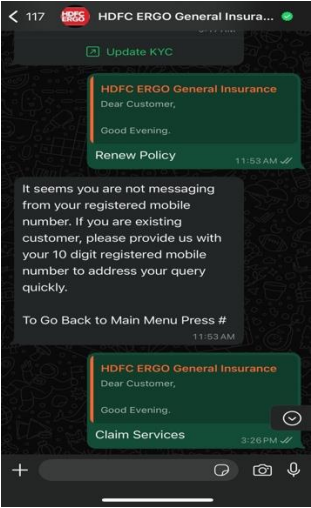 117 HDFC ERGO HDFC ERGO General Insura...
Update KYC
HDFC ERGO General Insurance
Dear Customer,
Good Evening.
Renew Policy
11:53 AM
It seems you are not messaging
from your registered mobile
number. If you are existing
customer, please provide us with
your 10 digit registered mobile
number to address your query
quickly.
To Go Back to Main Menu Press #
11:53 AM
HDFC ERGO General Insurance
Dear Customer,
Good Evening.
Claim Services
3:26 PM